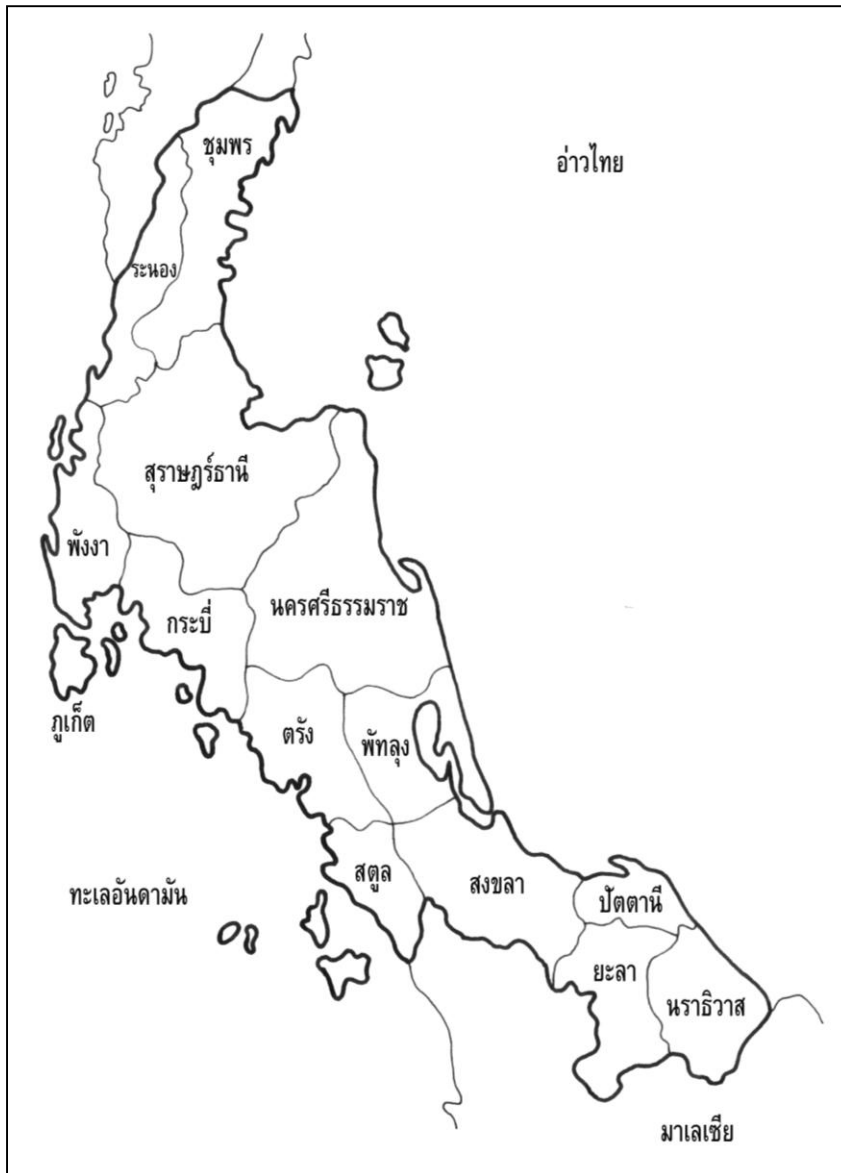 ชุมพร
อ่าวไทย
ระนอง
สุราษฎร์ธานี
พังงา
นครศรีธรรมราช
กระบี่
ภูเก็ต
ตรัง
พัทลุง
สตูล
สงขลา
ทะเลอันดามัน
ปัตตานี
ยะลา
นราธิวาส
มาเลเซีย